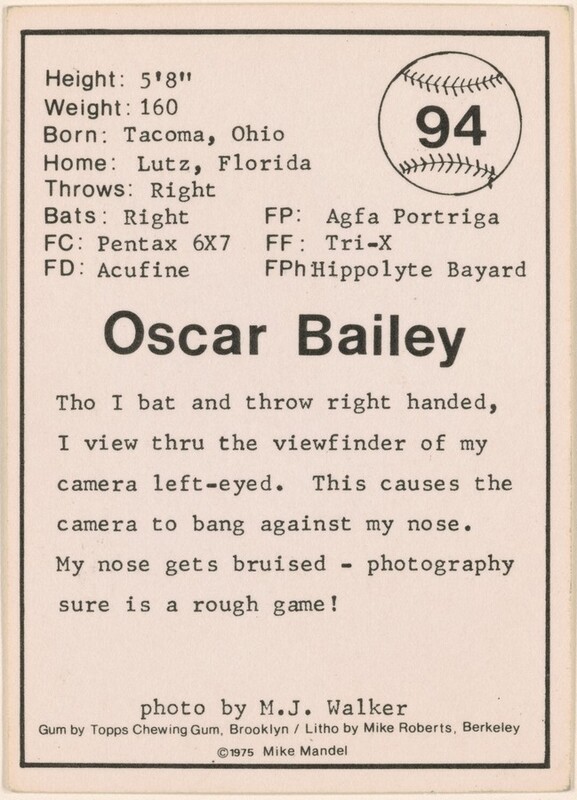 Height: 5'8"
94
Weight: 160
Born: Tacoma, Ohio
Home: Lutz, Florida
Throws: Right
Bats: Right FP: Agfa Portriga
FC: Pentax 6X7 FF: Tri-X
FD: Acufine FPh Hippolyte Bayard
Oscar Bailey
Tho I bat and throw right handed,
I view thru the viewfinder of my
camera left-eyed. This causes the
camera to bang against my nose.
My nose gets bruised - photography
sure is a rough game!
photo by M.J. Walker
Gum by Topps Chewing Gum, Brooklyn / Litho by Mike Roberts, Berkeley
©1975 Mike Mandel